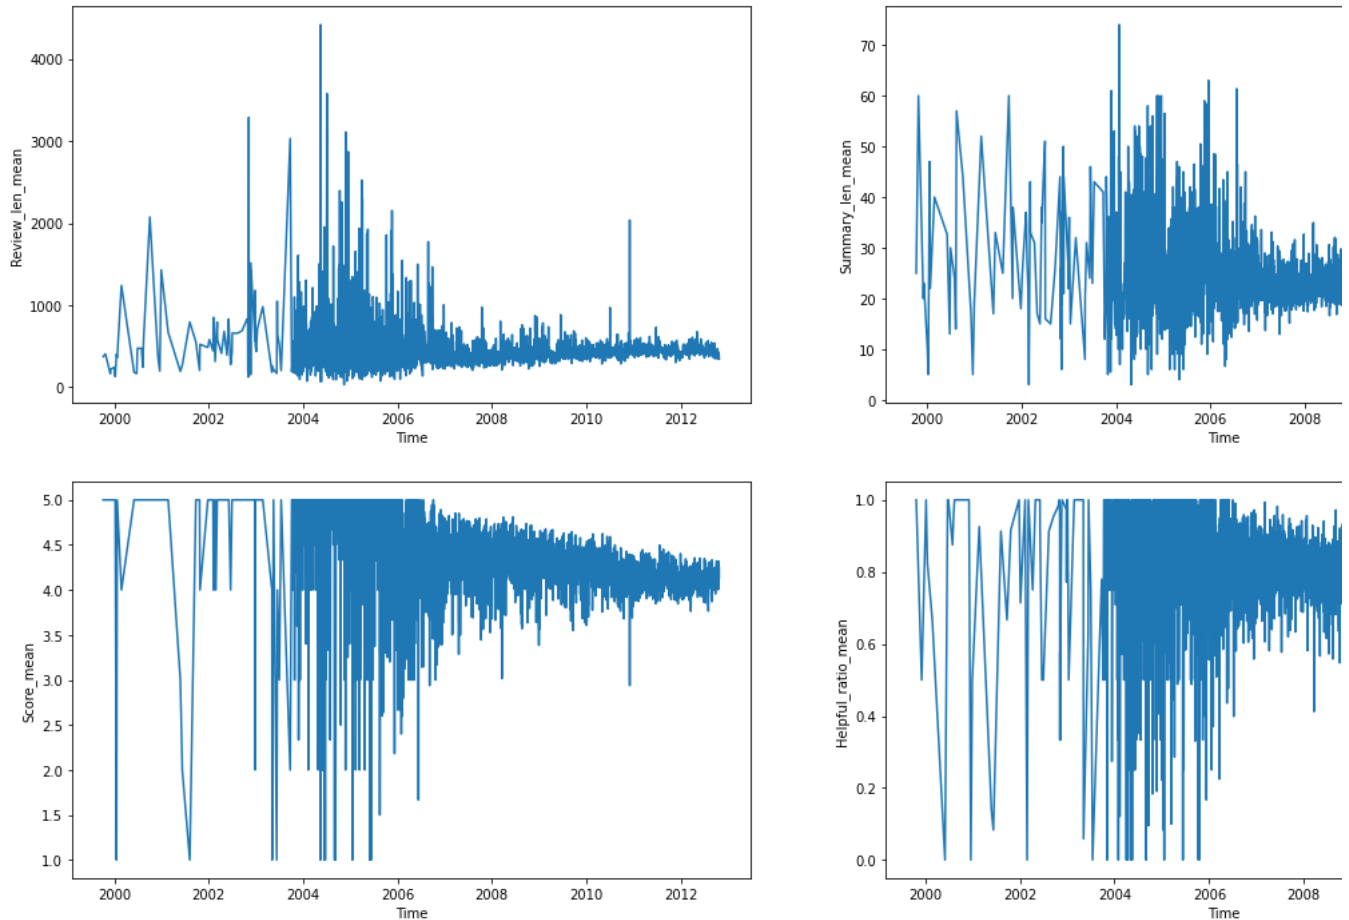 4000
3000
2000
1000
0
Review_len_mean
2000 2002 2004 2006 2008 2010 2012
Time
70
60
50
40
30
20
10
0
Summary_len_mean
2000 2002 2004 2006 2008
Time
5.0
4.5
4.0
3.5
3.0
2.5
2.0
1.5
1.0
Score_mean
2000 2002 2004 2006 2008 2010 2012
Time
1.0
0.8
0.6
0.4
0.2
0.0
Helpful_ratio_mean
2000 2002 2004 2006 2008
Time